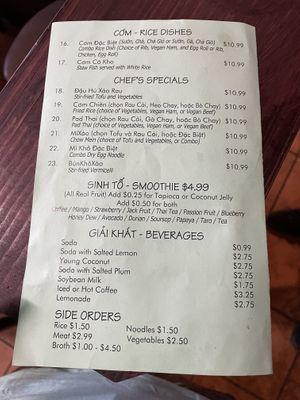 CƠM - RICE DISHES
16. Cơm Đặc Biệt (Sườn, Chả, Chả Giò or Sườn, Gà, Chả Giò) $10.99
Combo Rice Dish (Choice of Rib, Vegan Ham, and Egg Roll or Rib, Chicken, Egg Roll)
17. Cơm Cá Kho $10.99
Stew Fish served with White Rice
CHEF'S SPECIALS
18. Đậu Hủ Xáo Rau $10.99
Stir-fried Tofu and Vegetables
19. Cơm Chiên (chọn Rau Cải, Heo Chay, hoặc Bò Chay) $10.99
Fried Rice (choice of Vegetables, Vegan Ham, or Vegan Beef)
20. Pad Thai (chọn Rau Cải, Gà Chay, hoặc Bò Chay) $10.99
Pad Thai (choice of Vegetables, Vegan Ham, or Vegan Beef)
21. MìXáo (chọn Tofu và Rau Cải, hoặc Đặc Biệt) $10.99
Chow Mein (choice of Tofu and Vegetables, or Combo)
22. Mì Khô Đặc Biệt $10.99
Combo Dry Egg Noodle
23. BúnKhôXáo $10.99
Stir-fried Vermicelli
SINH TỐ - SMOOTHIE $4.99
(All Real Fruit) Add $0.25 for Tapioca or Coconut Jelly
Add $0.50 for both
Coffee / Mango / Strawberry / Jack Fruit / Thai Tea / Passion Fruit / Blueberry
Honey Dew / Avocado / Durian / Soursop / Papaya / Taro / Tea
GIẢI KHÁT - BEVERAGES
Soda $0.99
Soda with Salted Lemon $2.75
Young Coconut $2.75
Soda with Salted Plum $2.75
Soybean Milk $1.75
Iced or Hot Coffee $3.25
Lemonade $2.75
SIDE ORDERS
Rice $1.50 Noodles $1.50
Meat $2.99 Vegetables $2.50
Broth $1.00 - $4.50